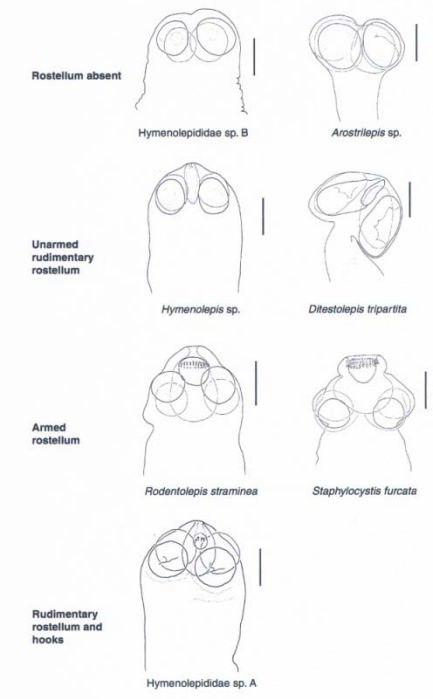 Rostellum absent
Hymenolepididae sp. B
Arostrilepis sp.
Unarmed
rudimentary
rostellum
Hymenolepis sp.
Ditestolepis tripartita
Armed
rostellum
Rodentolepis straminea
Staphylocystis furcata
Rudimentary
rostellum and
hooks
Hymenolepididae sp. A